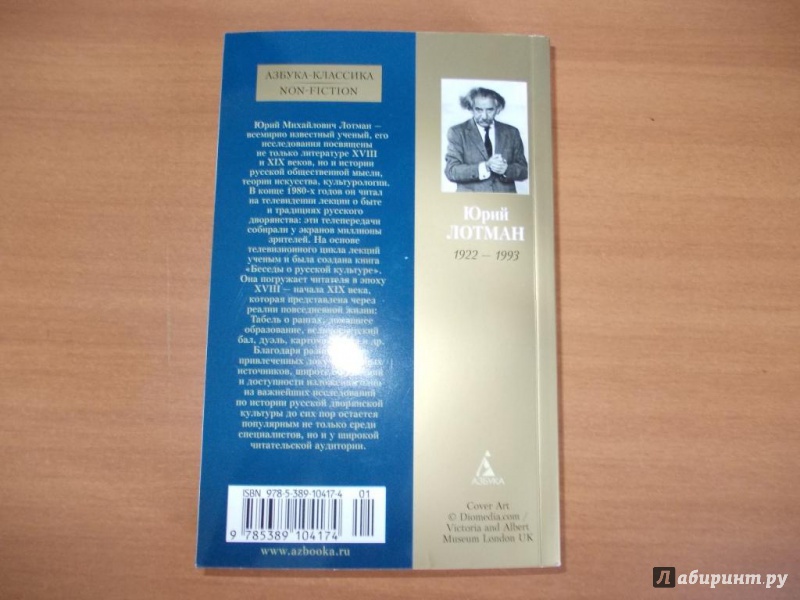 АЗБУКА-КЛАССИКА
NON-FICTION
Юрий Михайлович Лотман —
всемирно известный ученый, его
исследования посвящены
не только литературе XVIII
и XIX веков, но и истории
русской общественной мысли,
теории искусства, культурологии.
В конце 1980-х годов он читал
на телевидении лекции о быте
и традициях русского
дворянства: эти телепередачи
собирали у экранов миллионы
зрителей. На основе
телевизионного цикла лекций
ученым и была создана книга
«Беседы о русской культуре».
Она погружает читателя в эпоху
XVIII — начала XIX века,
которая представлена через
реалии повседневной жизни:
Табель о рангах, домашнее
образование,
бал, дуэль, и др.
Благодаря
привлеченных
источников,
и доступности изложения
из важнейших исследований
по истории русской дворянской
культуры до сих пор остается
популярным не только среди
специалистов, но и у широкой
читательской аудитории.
ISBN 978-5-389-10417-4
01
9 785389 104174
www.azbooka.ru
Юрий
ЛОТМАН
1922 — 1993
АЗБУКА
Cover Art
© Diomedia.com /
Victoria and Albert
Museum London UK
Лабиринт.ру